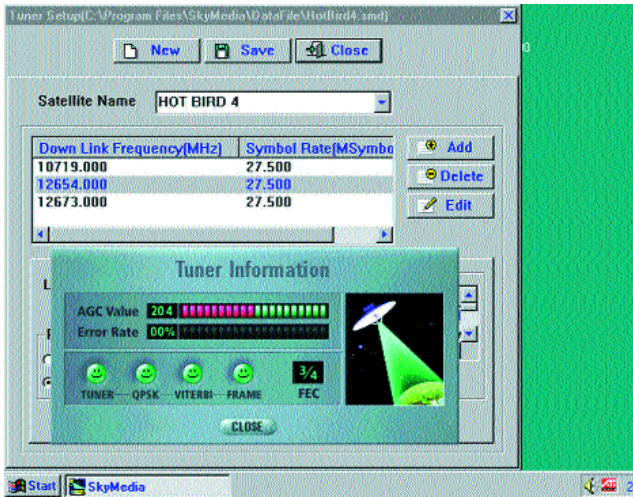 Tuner Setup(C:\Program Files\SkyMedia\DataFile\HotBird4.smd)
New Save Close
Satellite Name HOT BIRD 4
Down Link Frequency(MHz) Symbol Rate(MSymbo
10719.000 27.500
12654.000 27.500
12673.000 27.500
Add
Delete
Edit
L
Tuner Information
AGC Value 204
Error Rate 00%
3/4
TUNER QPSK VITERBI FRAME FEC
CLOSE
Start SkyMedia
2